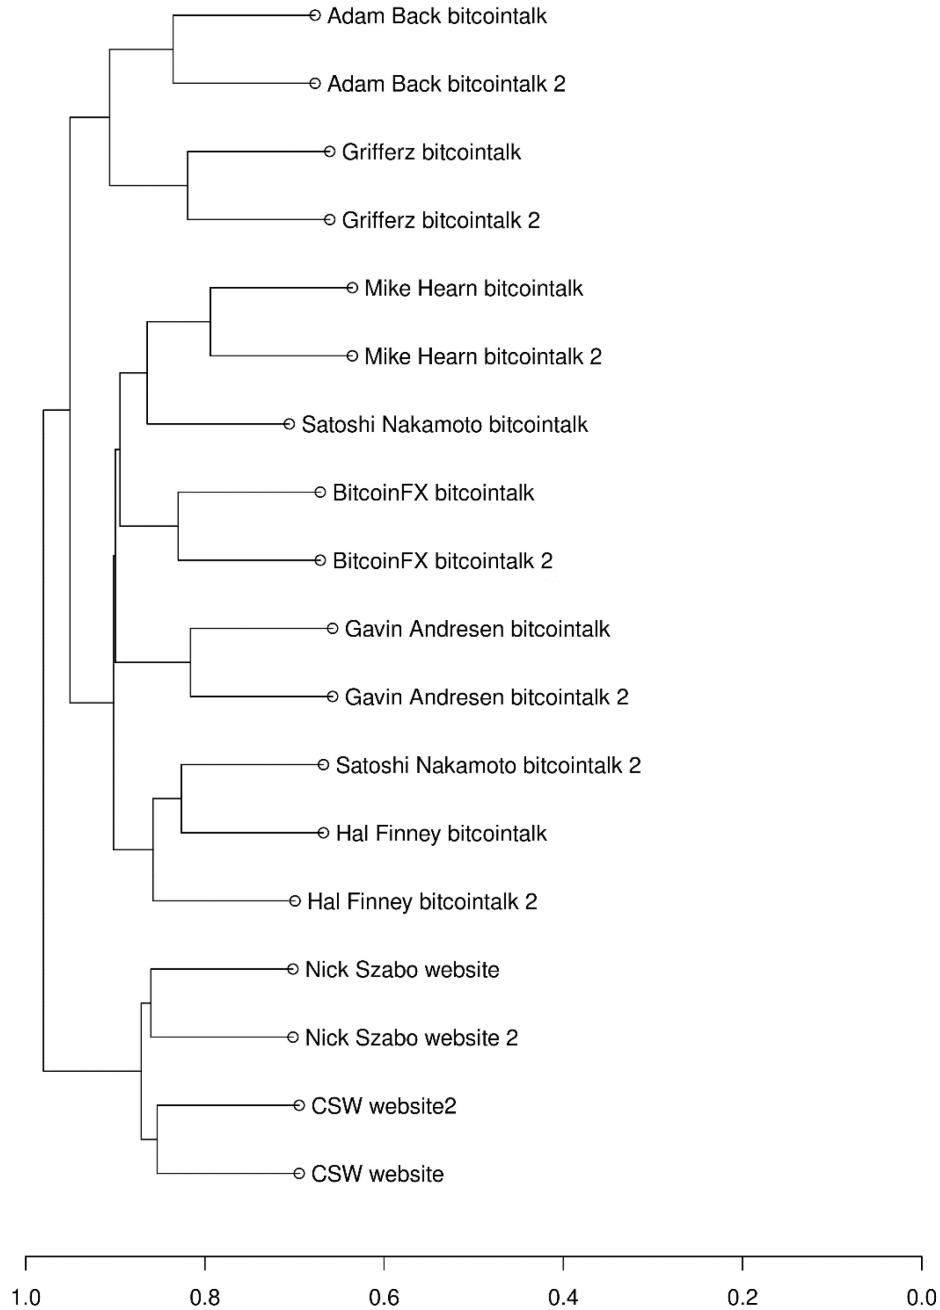 Adam Back bitcointalk
Adam Back bitcointalk 2
Grifferz bitcointalk
Grifferz bitcointalk 2
Mike Hearn bitcointalk
Mike Hearn bitcointalk 2
Satoshi Nakamoto bitcointalk
BitcoinFX bitcointalk
BitcoinFX bitcointalk 2
Gavin Andresen bitcointalk
Gavin Andresen bitcointalk 2
Satoshi Nakamoto bitcointalk 2
Hal Finney bitcointalk
Hal Finney bitcointalk 2
Nick Szabo website
Nick Szabo website 2
CSW website2
CSW website
1.0 0.8 0.6 0.4 0.2 0.0